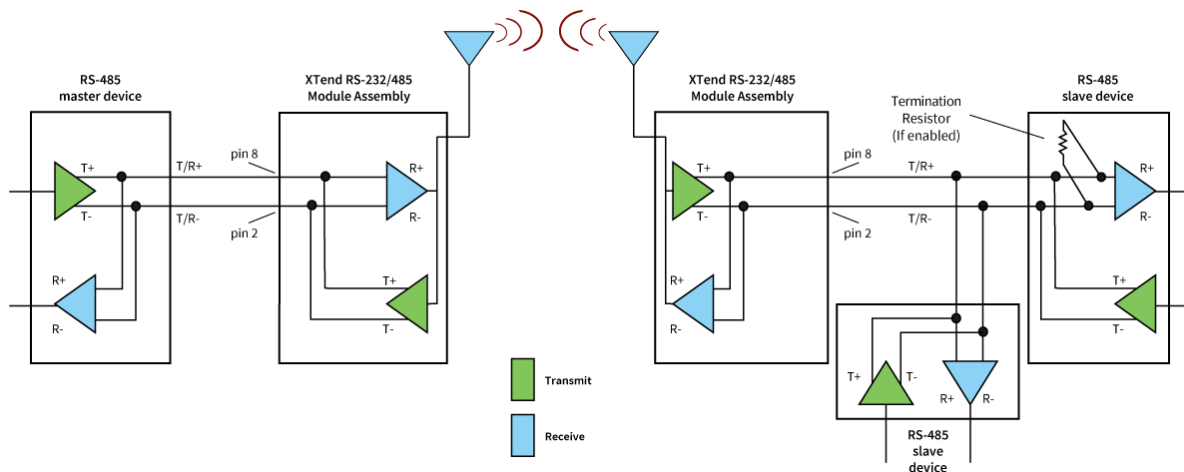 RS-485
master device
XTend RS-232/485
Module Assembly
XTend RS-232/485
Module Assembly
RS-485
slave device
Termination
Resistor
(If enabled)
T+
T-
R+
R-
T/R+
pin 8
T/R-
pin 2
R+
R-
T+
T-
T+
T-
R+
R-
pin 8
T/R+
pin 2
T/R-
R+
R-
T+
T-
T+
T-
R+
R-
RS-485
slave
device
Transmit
Receive